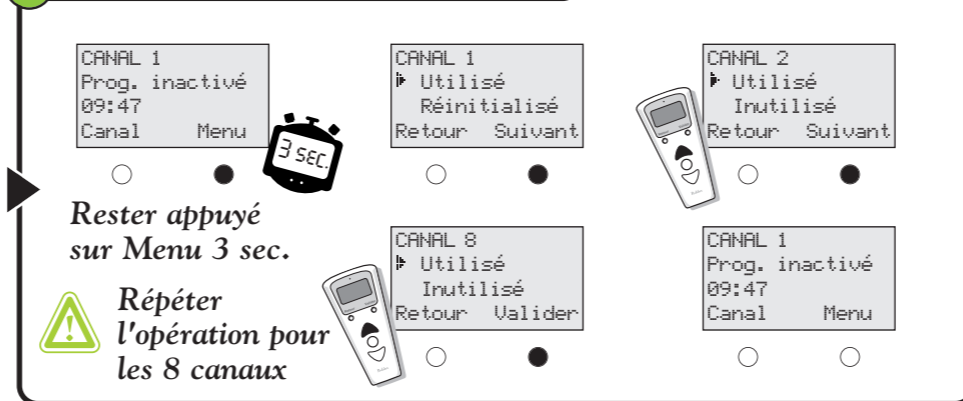 CANAL 1
Prog. inactivé
09:47
Canal Menu
3 SEC.
Rester appuyé
sur Menu 3 sec.
CANAL 1
Utilisé
Réinitialisé
Retour Suivant
CANAL 2
Utilisé
Inutilisé
Retour Suivant
Répéter
l'opération pour
les 8 canaux
CANAL 8
Utilisé
Inutilisé
Retour Valider
CANAL 1
Prog. inactivé
09:47
Canal Menu